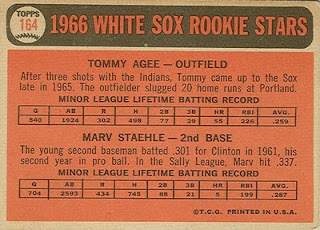 TOPPS
164
1966 WHITE SOX ROOKIE STARS
TOMMY AGEE — OUTFIELD
After three shots with the Indians, Tommy came up to the Sox
late in 1965. The outfielder slugged 20 home runs at Portland.
MINOR LEAGUE LIFETIME BATTING RECORD
G AB R H 2B 3B HR RBI AVG.
540 1924 302 498 77 29 55 226 .259
MARV STAEHLE — 2nd BASE
The young second baseman batted .301 for Clinton in 1961, his
second year in pro ball. In the Sally League, Marv hit .337.
MINOR LEAGUE LIFETIME BATTING RECORD
G AB R H 2B 3B HR RBI AVG.
704 2593 434 745 88 21 5 199 .287
©T.C.G. PRINTED IN U.S.A.